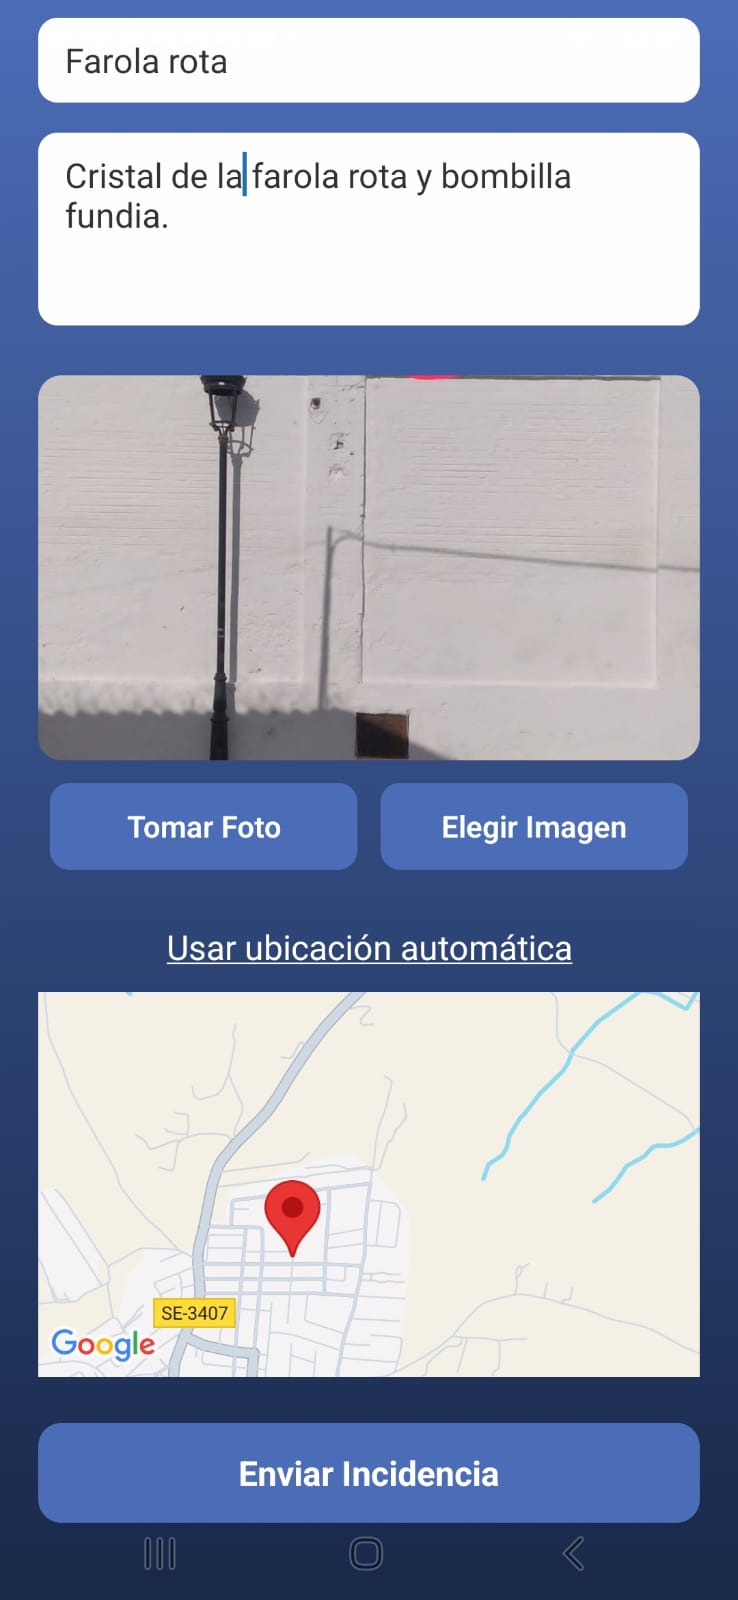 Farola rota
Cristal de la farola rota y bombilla
fundia.
Tomar Foto
Elegir Imagen
Usar ubicación automática
SE-3407
Google
Enviar Incidencia